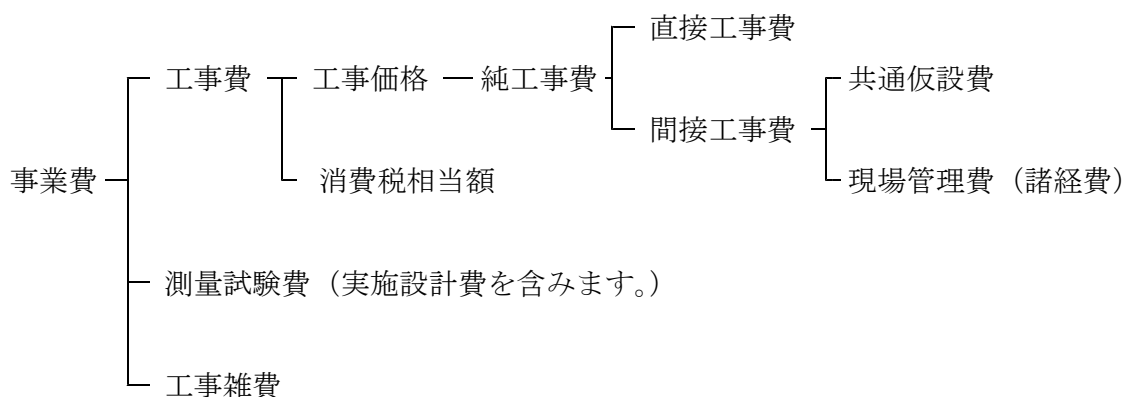 直接工事費
工事費 工事価格 純工事費 共通仮設費
間接工事費
事業費 消費税相当額 現場管理費（諸経費）
測量試験費（実施設計費を含みます。）
工事雑費